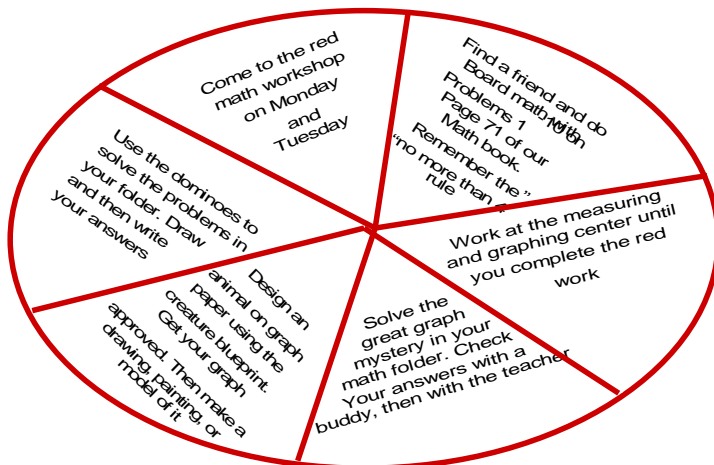 Come to the red
math workshop
on Monday
and
Tuesday
Find a friend and do
Board math with
Problems 1 10 on
Page 71 of our
Math book.
Remember the ”
“no more than 4
rule
Work at the measuring
and graphing center until
you complete the red
work
Solve the
great graph
mystery in your
math folder. Check
Your answers with a
buddy, then with the teacher
Design an
animal on graph
paper using the
creature blueprint.
Get your graph
approved. Then make a
drawing, painting, or
model of it
Use the dominoes to
solve the problems in
your folder. Draw
and then write
your answers